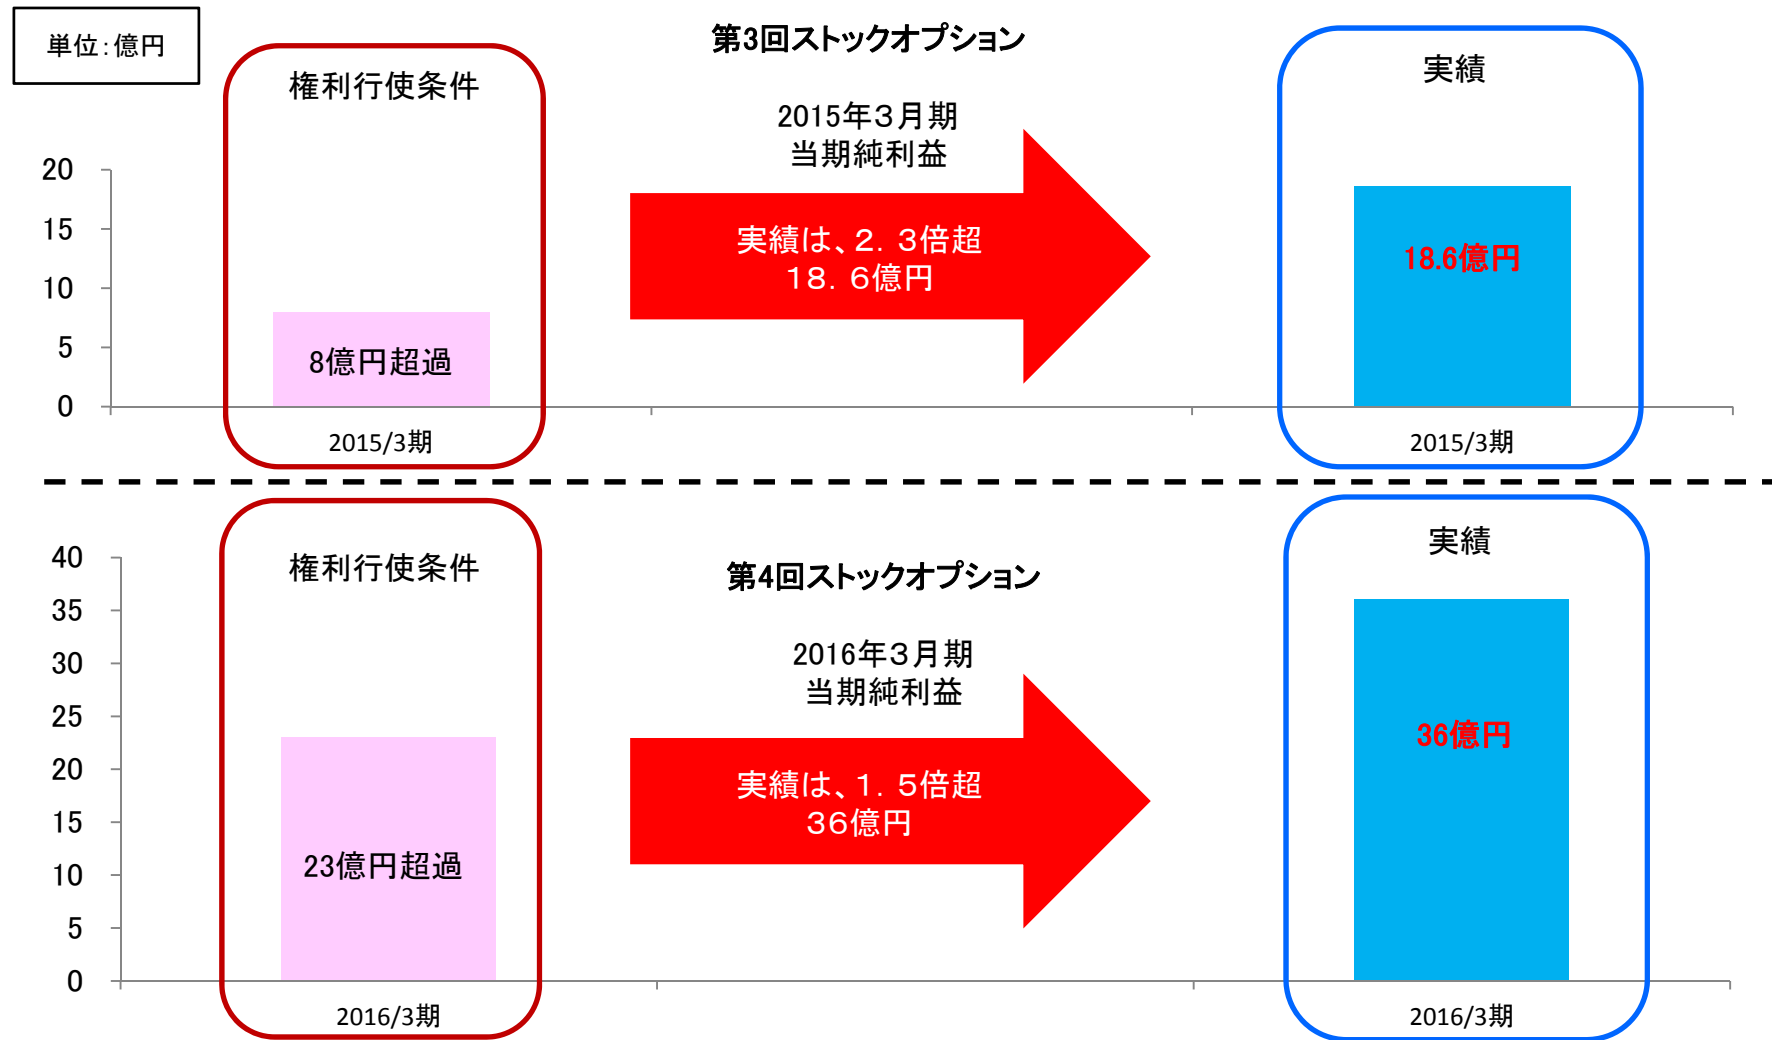 単位：億円
第3回ストックオプション
権利行使条件
実績
2015年３月期
当期純利益
20
15
10
5
0
実績は、２．３倍超
１８．６億円
18.6億円
8億円超過
2015/3期
2015/3期
権利行使条件
第4回ストックオプション
実績
2016年３月期
当期純利益
40
35
30
25
20
15
10
5
0
実績は、１．５倍超
３６億円
36億円
23億円超過
2016/3期
2016/3期